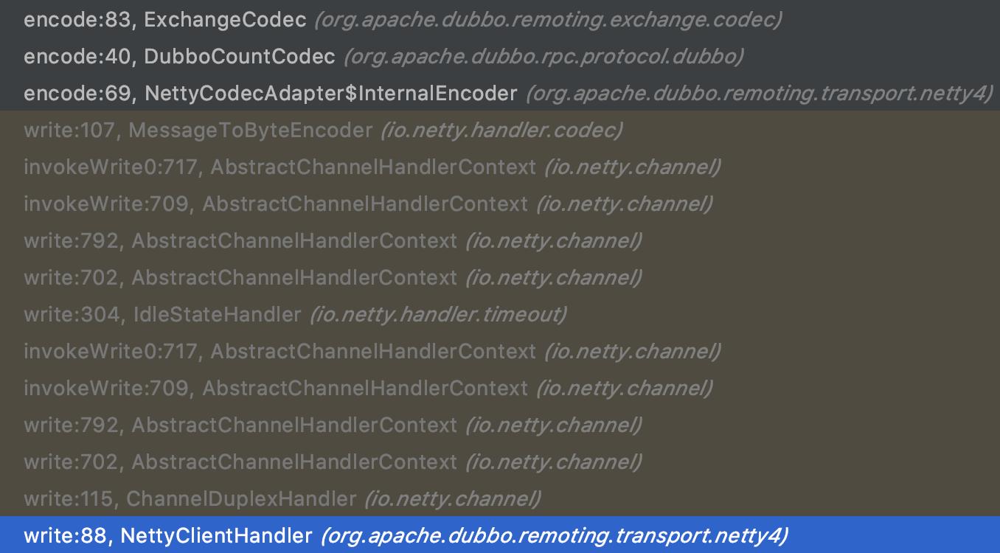 encode:83, ExchangeCodec (org.apache.dubbo.remoting.exchange.codec)
encode:40, DubboCountCodec (org.apache.dubbo.rpc.protocol.dubbo)
encode:69, NettyCodecAdapter$InternalEncoder (org.apache.dubbo.remoting.transport.netty4)
write:107, MessageToByteEncoder (io.netty.handler.codec)
invokeWrite0:717, AbstractChannelHandlerContext (io.netty.channel)
invokeWrite:709, AbstractChannelHandlerContext (io.netty.channel)
write:792, AbstractChannelHandlerContext (io.netty.channel)
write:702, AbstractChannelHandlerContext (io.netty.channel)
write:304, IdleStateHandler (io.netty.handler.timeout)
invokeWrite0:717, AbstractChannelHandlerContext (io.netty.channel)
invokeWrite:709, AbstractChannelHandlerContext (io.netty.channel)
write:792, AbstractChannelHandlerContext (io.netty.channel)
write:702, AbstractChannelHandlerContext (io.netty.channel)
write:115, ChannelDuplexHandler (io.netty.channel)
write:88, NettyClientHandler (org.apache.dubbo.remoting.transport.netty4)